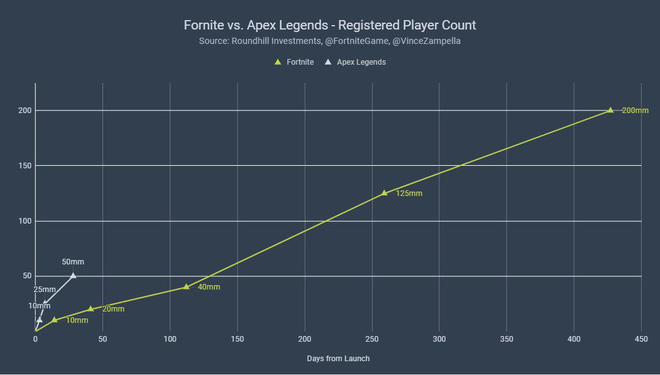 Fornite vs. Apex Legends - Registered Player Count
Source: Roundhill Investments, @FortniteGame, @VinceZampella
Fortnite Apex Legends
200
200mm
150
125mm
100
50mm
50
40mm
25mm
10mm
20mm
10mm
0 50 100 150 200 250 300 350 400 450
Days from Launch